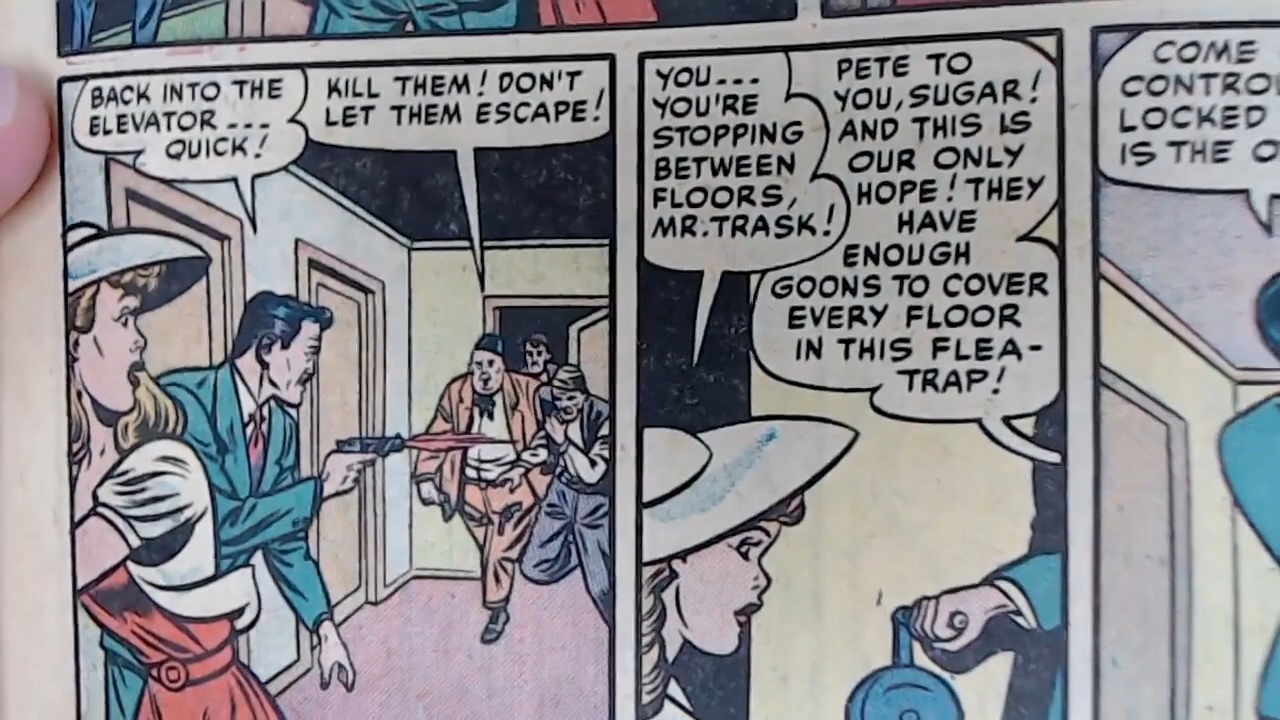 BACK INTO THE
ELEVATOR ---
QUICK!
KILL THEM! DON'T
LET THEM ESCAPE!
YOU---
YOU'RE
STOPPING
BETWEEN
FLOORS,
MR. TRASK!
PETE TO
YOU, SUGAR!
AND THIS IS
OUR ONLY
HOPE! THEY
HAVE
ENOUGH
GOONS TO COVER
EVERY FLOOR
IN THIS FLEA-
TRAP!
COME
LOCKED
IS THE